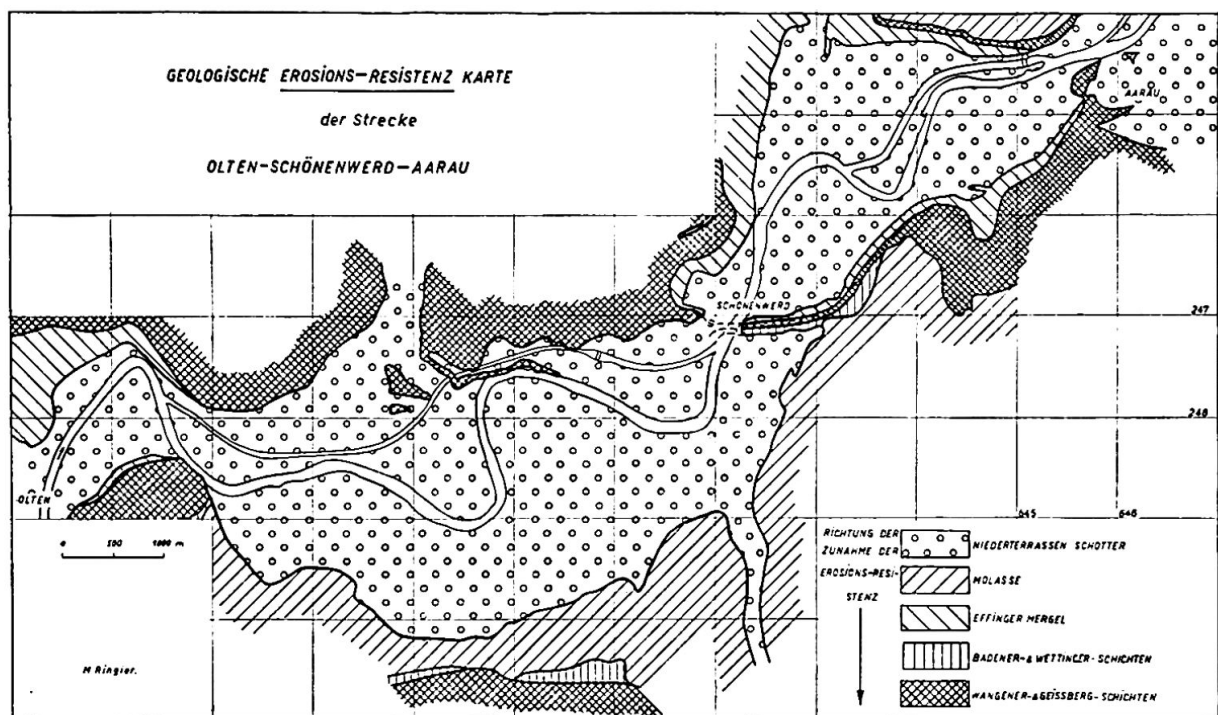 GEOLOGISCHE EROSIONS-RESISTENZ KARTE
der Strecke
OLTEN-SCHÖNENWERD-AARAU
AARAU
SCHÖNENWERD
247
248
OLTEN
0 500 1000 m
645 646
RICHTUNG DER
ZUNAHME DER
EROSIONS-RESI-
STENZ
NIEDERTERRASSEN SCHOTTER
MOLASSE
EFFINGER MERGEL
BADENER-& WETTINGER-SCHICHTEN
WANGENER-&GEISSBERG-SCHICHTEN
M Ringier.